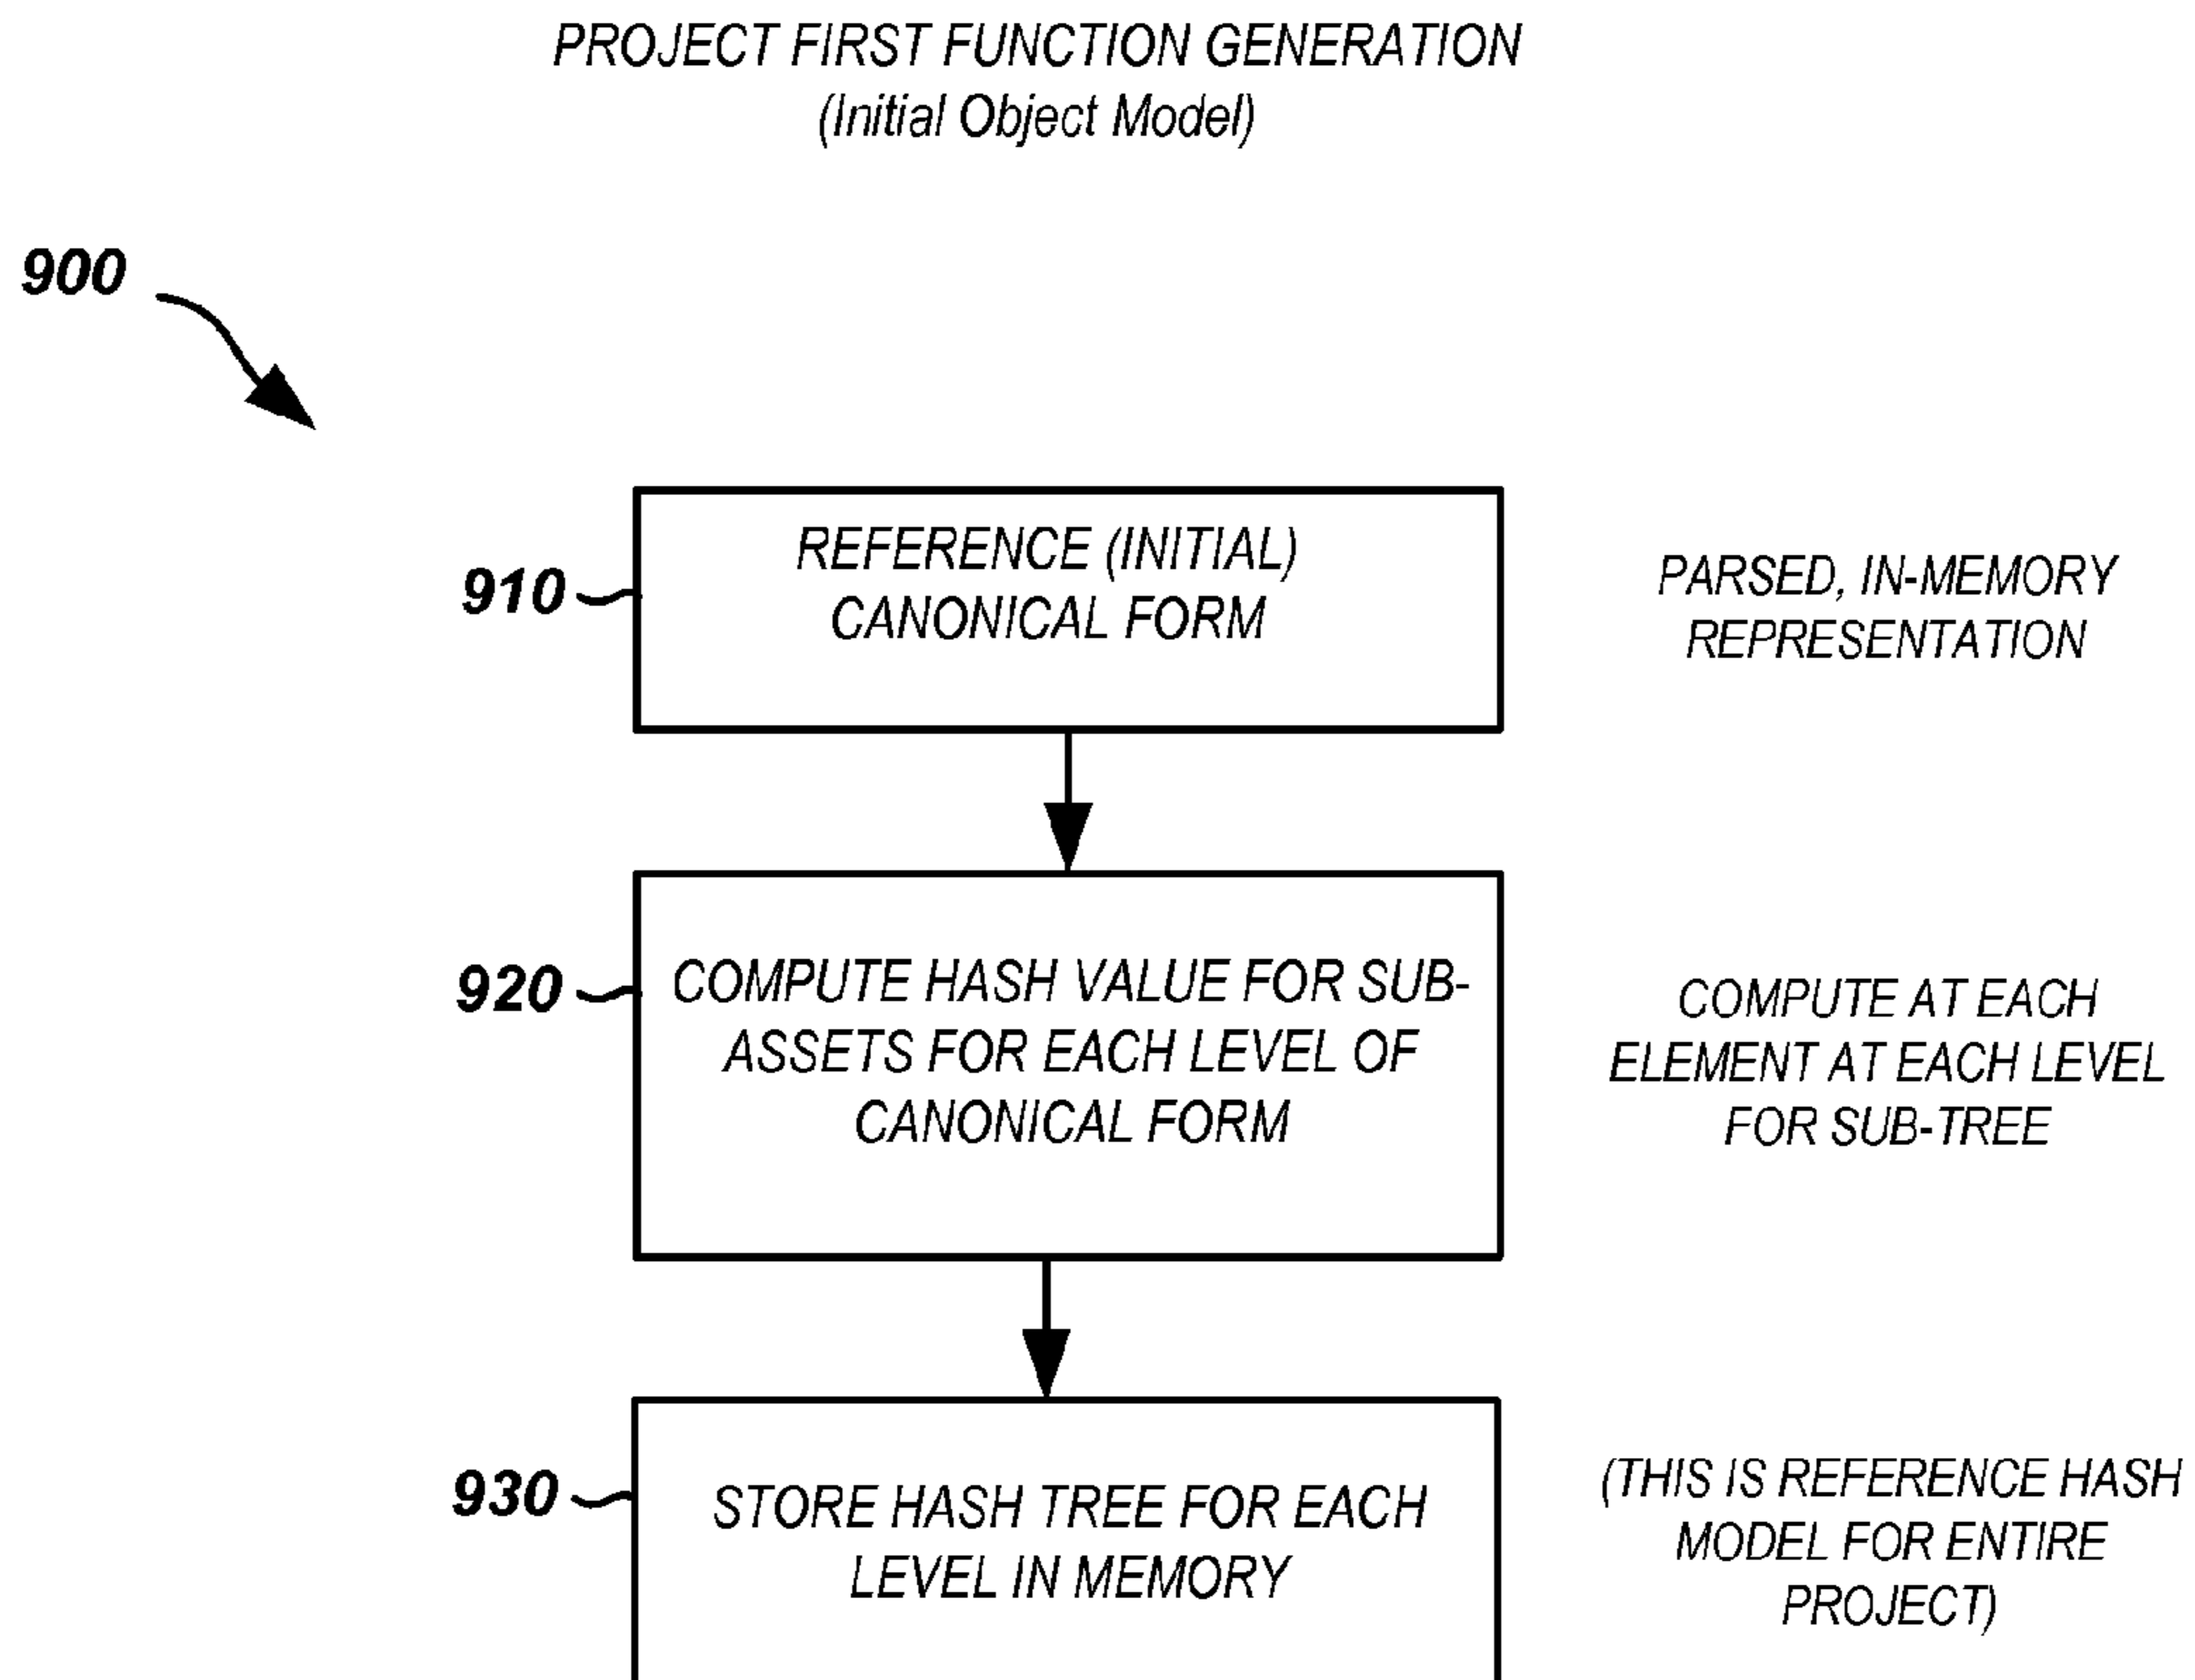 PROJECT FIRST FUNCTION GENERATION
(Initial Object Model)
900
REFERENCE (INITIAL)
CANONICAL FORM
910
PARSED, IN-MEMORY
REPRESENTATION
COMPUTE HASH VALUE FOR SUB-
ASSETS FOR EACH LEVEL OF
CANONICAL FORM
920
COMPUTE AT EACH
ELEMENT AT EACH LEVEL
FOR SUB-TREE
STORE HASH TREE FOR EACH
LEVEL IN MEMORY
930
(THIS IS REFERENCE HASH
MODEL FOR ENTIRE
PROJECT)